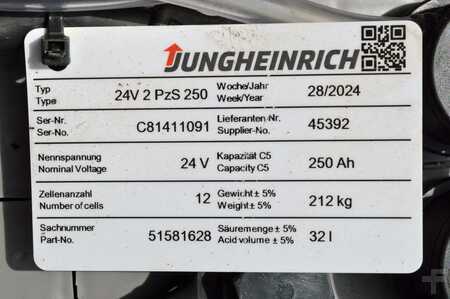 JUNGHEINRICH
Typ
Type
24V 2 PzS 250
Woche/Jahr
Week/Year
28/2024
Ser-Nr.
Ser-No.
C81411091
Lieferanten-Nr.
Supplier-No.
45392
Nennspannung
Nominal Voltage
24 V
Kapazität C5
Capacity C5
250 Ah
Zellenanzahl
Number of cells
12
Gewicht ± 5%
Weight ± 5%
212 kg
Sachnummer
Part-No.
51581628
Säuremenge ± 5%
Acid volume ± 5%
32 l